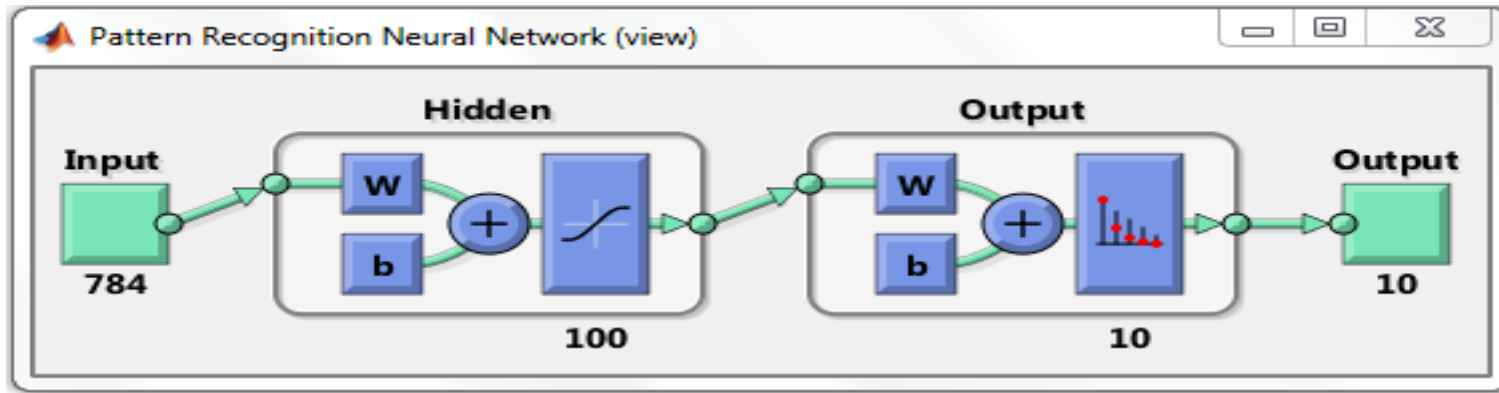 Pattern Recognition Neural Network (view)
Hidden
Output
Input
W
b
+
W
b
+
Output
784
100
10
10